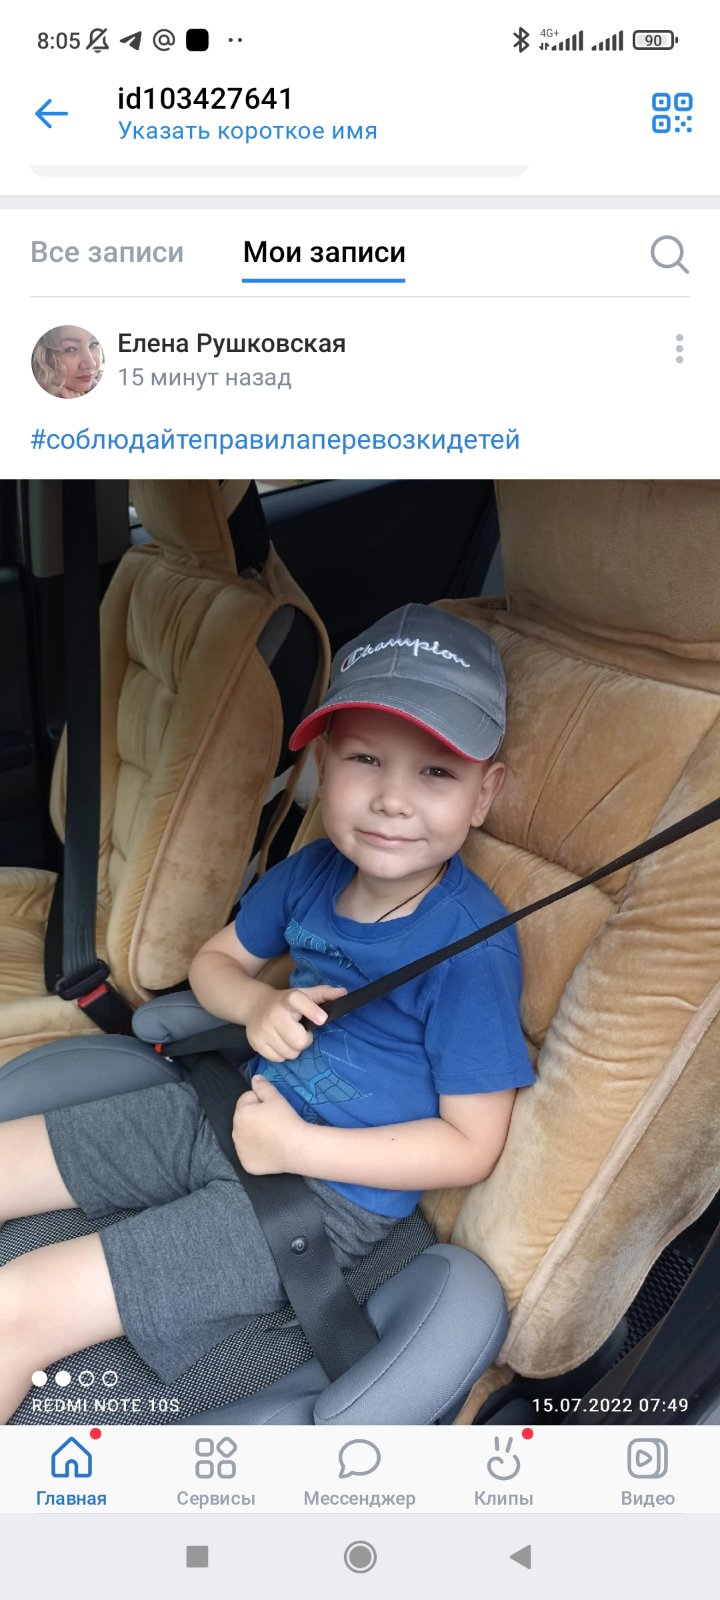 8:05
4G+
90
id103427641
Указать короткое имя
Все записи
Мои записи
Елена Рушковская
15 минут назад
#соблюдайтеправилаперевозкидетей
Champion
REDMI NOTE 10S
15.07.2022 07:49
Главная
Сервисы
Мессенджер
Клипы
Видео